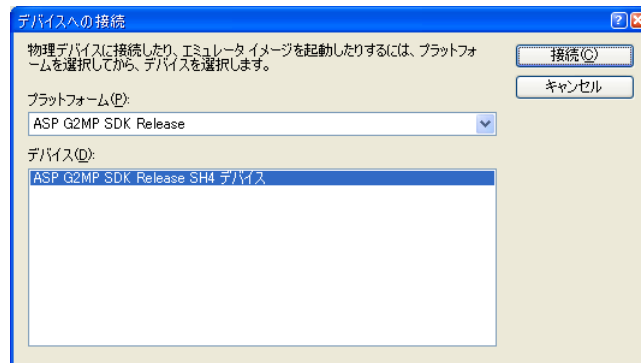 デバイスへの接続
物理デバイスに接続したり、エミュレータ イメージを起動したりするには、プラットフォ
ームを選択してから、デバイスを選択します。
接続(C)
キャンセル
プラットフォーム(P):
ASP G2MP SDK Release
デバイス(D):
ASP G2MP SDK Release SH4 デバイス